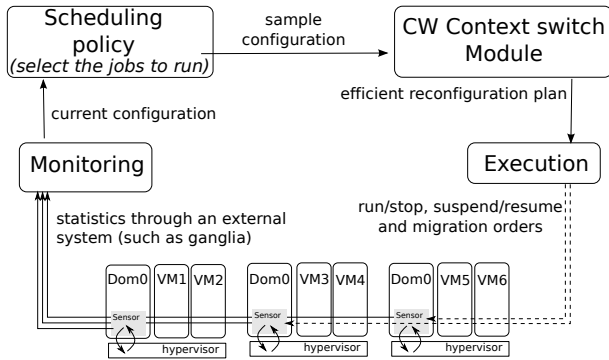 Scheduling
policy
(select the jobs to run)
sample
configuration
CW Context switch
Module
current configuration
efficient reconfiguration plan
Monitoring
Execution
statistics through an external
system (such as ganglia)
run/stop, suspend/resume
and migration orders
Dom0 VM1 VM2 Dom0 VM3 VM4 Dom0 VM5 VM6
Sensor Sensor Sensor
hypervisor hypervisor hypervisor